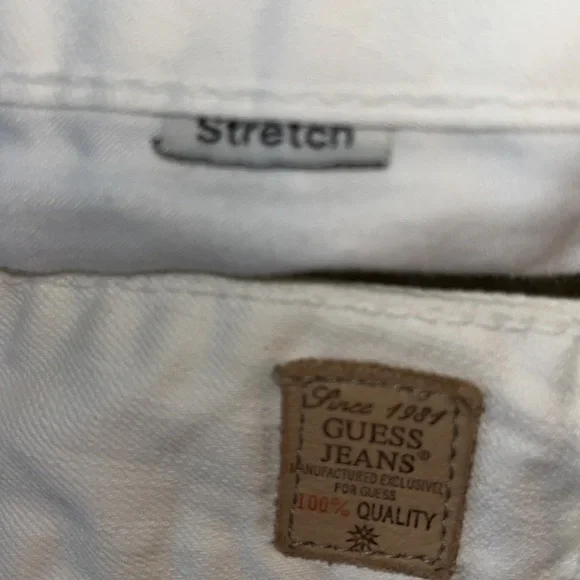 Stretch
Since 1981
GUESS
JEANS®
MANUFACTURED EXCLUSIVELY
FOR GUESS
100% QUALITY